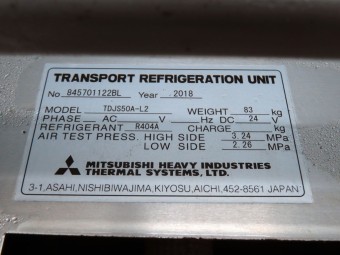 TRANSPORT REFRIGERATION UNIT
No 845701122BL Year 2018
MODEL TDJS50A-L2 WEIGHT 83 kg
PHASE AC V Hz DC 24 V
REFRIGERANT R404A CHARGE kg
AIR TEST PRESS. HIGH SIDE 3.24 MPa
LOW SIDE 2.26 MPa
MITSUBISHI HEAVY INDUSTRIES
THERMAL SYSTEMS, LTD.
3-1, ASAHI, NISHIBIWAJIMA, KIYOSU, AICHI, 452-8561 JAPAN